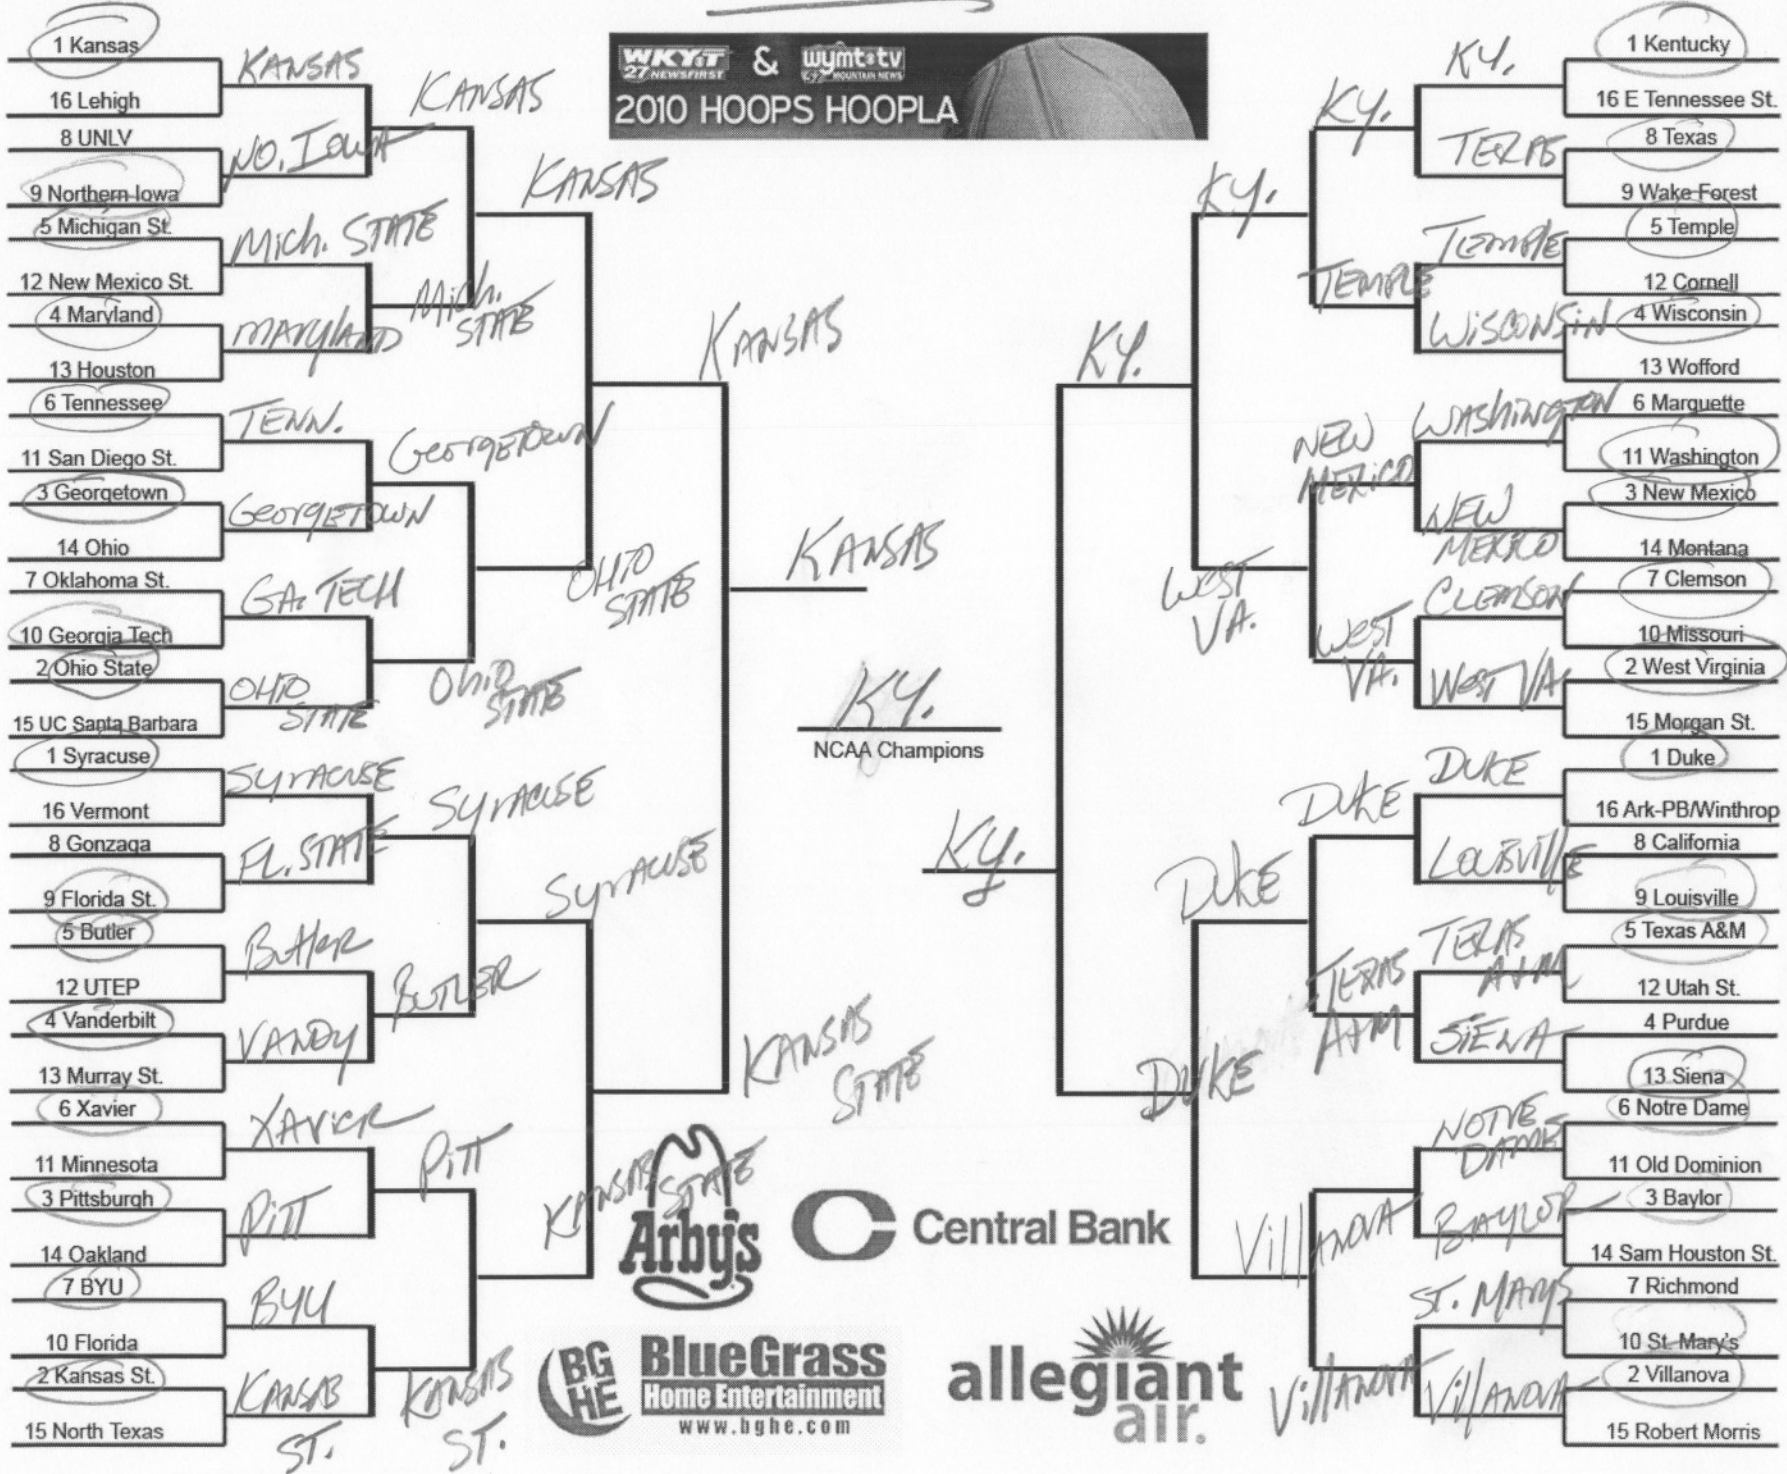 WKYT 27 NEWSFIRST & wymt tv MOUNTAIN NEWS
2010 HOOPS HOOPLA
1 Kansas
16 Lehigh
8 UNLV
9 Northern Iowa
5 Michigan St.
12 New Mexico St.
4 Maryland
13 Houston
6 Tennessee
11 San Diego St.
3 Georgetown
14 Ohio
7 Oklahoma St.
10 Georgia Tech
2 Ohio State
15 UC Santa Barbara
1 Syracuse
16 Vermont
8 Gonzaga
9 Florida St.
5 Butler
12 UTEP
4 Vanderbilt
13 Murray St.
6 Xavier
11 Minnesota
3 Pittsburgh
14 Oakland
7 BYU
10 Florida
2 Kansas St.
15 North Texas
KANSAS
NO. IOWA
MICH. STATE
MARYLAND
TENN.
GEORGETOWN
GA. TECH
OHIO
STATE
SYRACUSE
FL. STATE
BUTLER
VANDY
XAVIER
PITT
BYU
KANSAS
ST.
KANSAS
MICH.
STATE
GEORGETOWN
OHIO
STATE
SYRACUSE
BUTLER
PITT
KANSAS
ST.
KANSAS
OHIO
STATE
SYRACUSE
KANSAS STATE
KANSAS
KANSAS
STATE
KANSAS
KY.
NCAA Champions
KY.
KY.
DUKE
KY.
WEST
VA.
DUKE
VILLANOVA
KY.
TEMPLE
NEW
MEXICO
WEST
VA.
DUKE
TEXAS
A+M
VILLANOVA
VILLANOVA
KY.
TEXAS
TEMPLE
WISCONSIN
WASHINGTON
NEW
MEXICO
CLEMSON
WEST VA
DUKE
LOUISVILLE
TEXAS
A+M
SIENA
NOTRE
DAME
BAYLOR
ST. MARYS
VILLANOVA
1 Kentucky
16 E Tennessee St.
8 Texas
9 Wake Forest
5 Temple
12 Cornell
4 Wisconsin
13 Wofford
6 Marquette
11 Washington
3 New Mexico
14 Montana
7 Clemson
10 Missouri
2 West Virginia
15 Morgan St.
1 Duke
16 Ark-PB/Winthrop
8 California
9 Louisville
5 Texas A&M
12 Utah St.
4 Purdue
13 Siena
6 Notre Dame
11 Old Dominion
3 Baylor
14 Sam Houston St.
7 Richmond
10 St. Mary's
2 Villanova
15 Robert Morris
Arby's
Central Bank
BG HE
BlueGrass
Home Entertainment
www.bghe.com
allegiant
air.